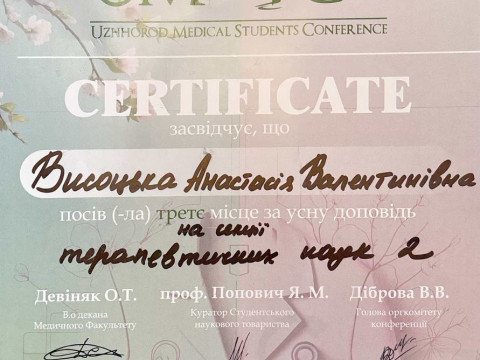 UZHHOROD MEDICAL STUDENTS CONFERENCE
CERTIFICATE
засвідчує, що
Висоцька Анастасія Валентинівна
посів (-ла) третє місце за усну доповідь
на секції
терапевтичних наук 2
Девіняк О.Т. проф. Попович Я. М. Діброва В.В.
В.о декана Куратор Студентського Голова оргкомітету
Медичного Факультету наукового товариства конференції